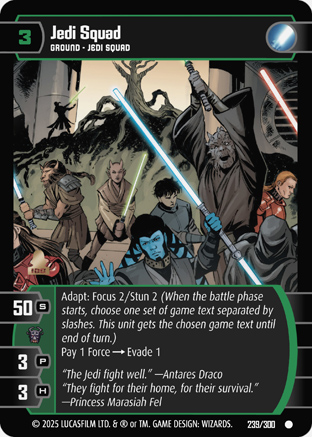 3
Jedi Squad
GROUND - JEDI SQUAD
50 S
3 P
3 H
Adapt: Focus 2/Stun 2 (When the battle phase
starts, choose one set of game text separated by
slashes. This unit gets the chosen game text until
end of turn.)
Pay 1 Force → Evade 1
"The Jedi fight well." —Antares Draco
"They fight for their home, for their survival."
—Princess Marasiah Fel
© 2025 LUCASFILM LTD. & ® or TM. GAME DESIGN: WIZARDS.
239/300